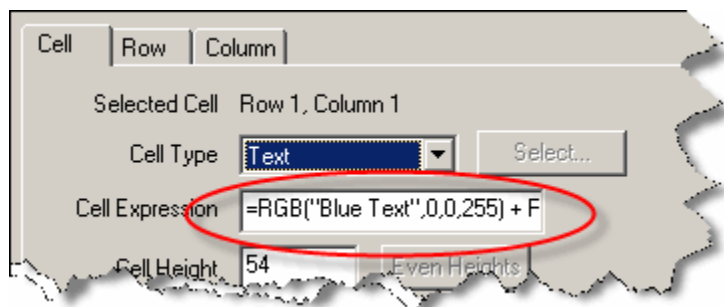 Cell Row Column
Selected Cell Row 1, Column 1
Cell Type Text Select...
Cell Expression =RGB("Blue Text",0,0,255) + F
Cell Height 54 Even Heights